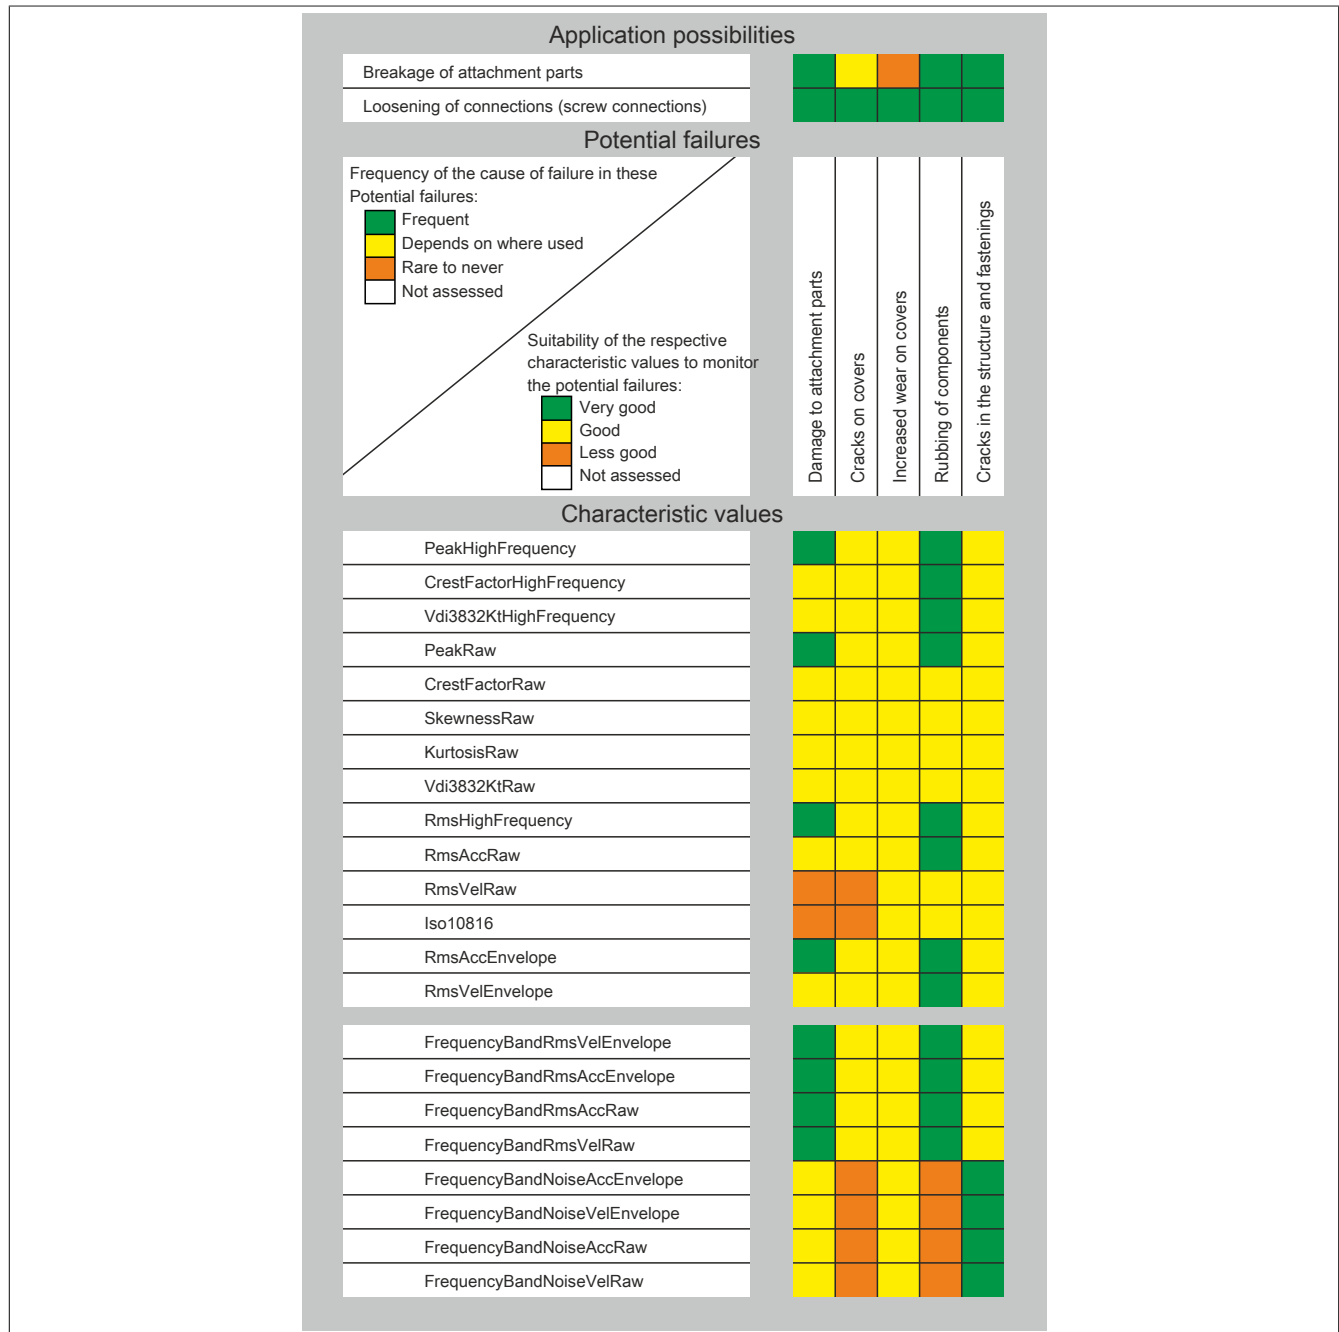 Application possibilities
Breakage of attachment parts
Loosening of connections (screw connections)
Potential failures
Frequency of the cause of failure in these
Potential failures:
Frequent
Depends on where used
Rare to never
Not assessed
Suitability of the respective
characteristic values to monitor
the potential failures:
Very good
Good
Less good
Not assessed
Damage to attachment parts
Cracks on covers
Increased wear on covers
Rubbing of components
Cracks in the structure and fastenings
Characteristic values
PeakHighFrequency
CrestFactorHighFrequency
Vdi3832KtHighFrequency
PeakRaw
CrestFactorRaw
SkewnessRaw
KurtosisRaw
Vdi3832KtRaw
RmsHighFrequency
RmsAccRaw
RmsVelRaw
Iso10816
RmsAccEnvelope
RmsVelEnvelope
FrequencyBandRmsVelEnvelope
FrequencyBandRmsAccEnvelope
FrequencyBandRmsAccRaw
FrequencyBandRmsVelRaw
FrequencyBandNoiseAccEnvelope
FrequencyBandNoiseVelEnvelope
FrequencyBandNoiseAccRaw
FrequencyBandNoiseVelRaw